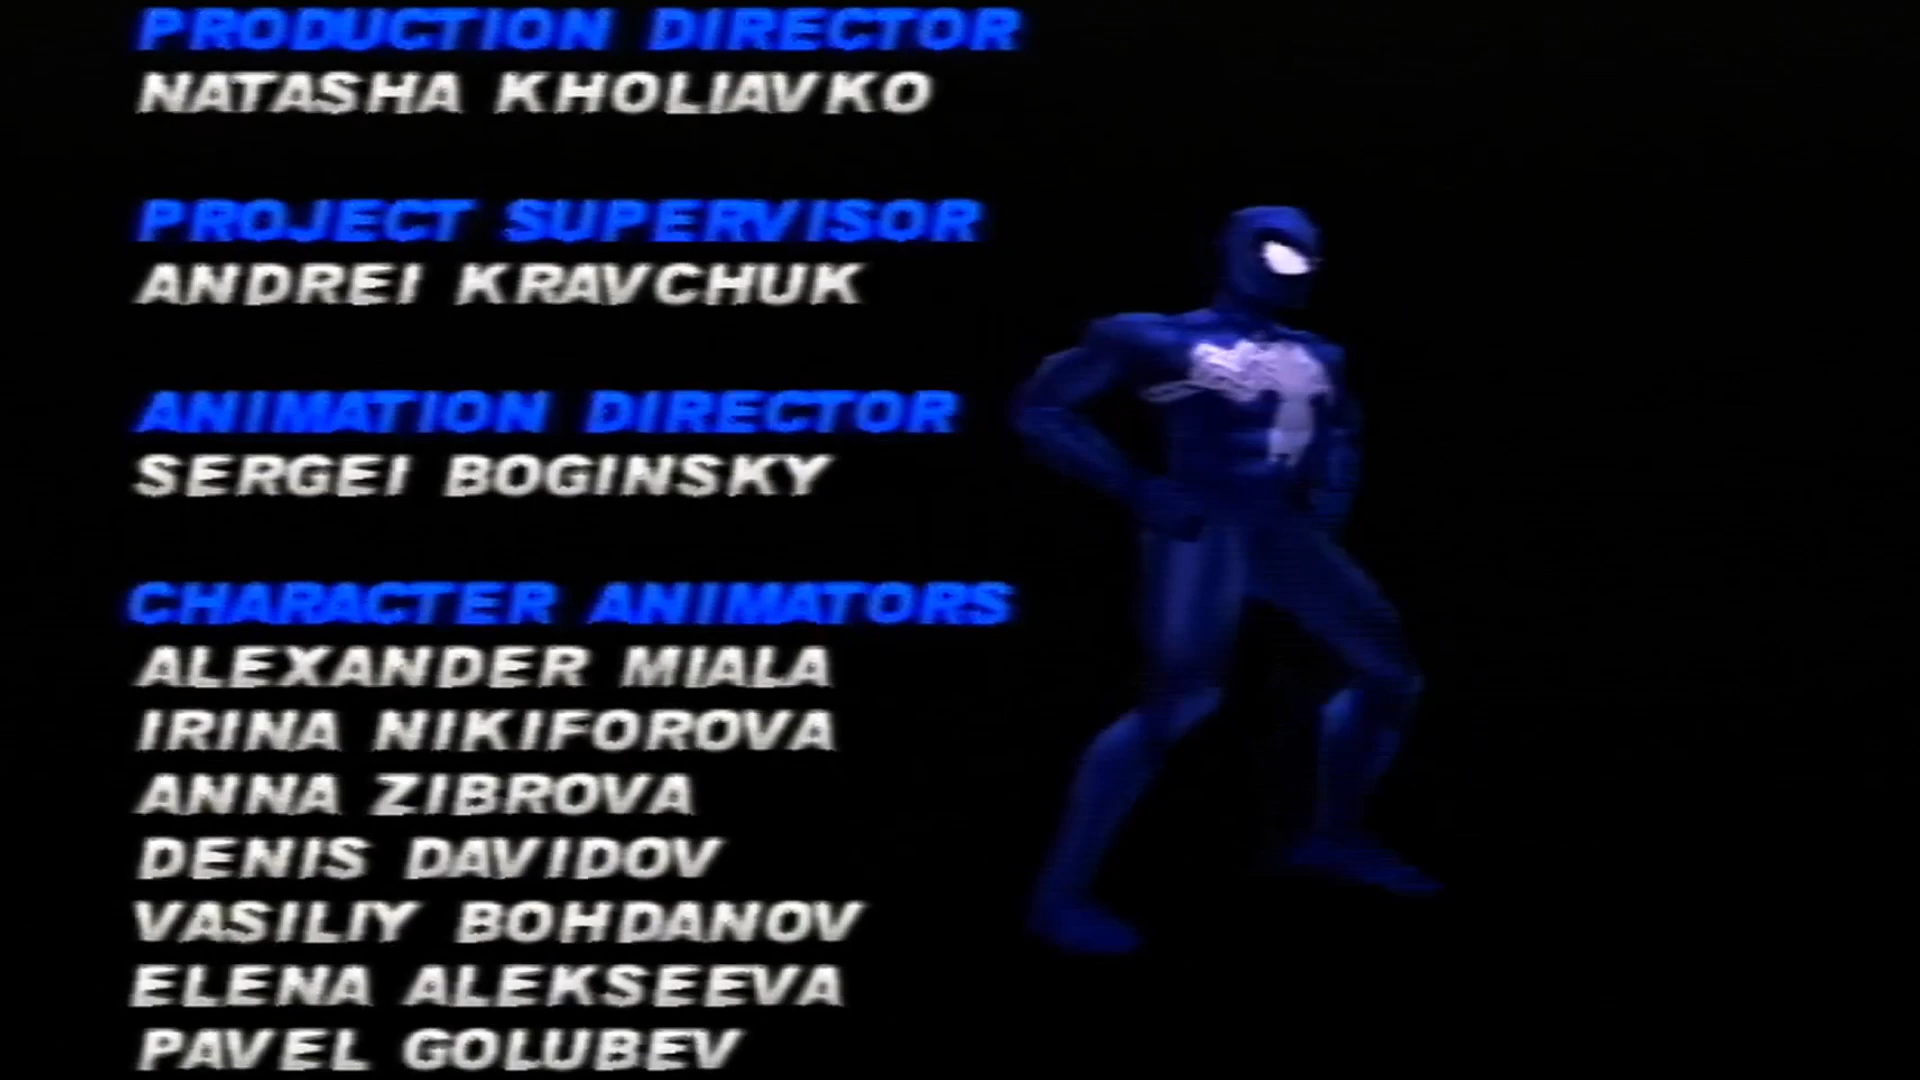 PRODUCTION DIRECTOR
NATASHA KHOLIAVKO
PROJECT SUPERVISOR
ANDREI KRAVCHUK
ANIMATION DIRECTOR
SERGEI BOGINSKY
CHARACTER ANIMATORS
ALEXANDER MIALA
IRINA NIKIFOROVA
ANNA ZIBROVA
DENIS DAVIDOV
VASILIY BOHDANOV
ELENA ALEKSEEVA
PAVEL GOLUBEV